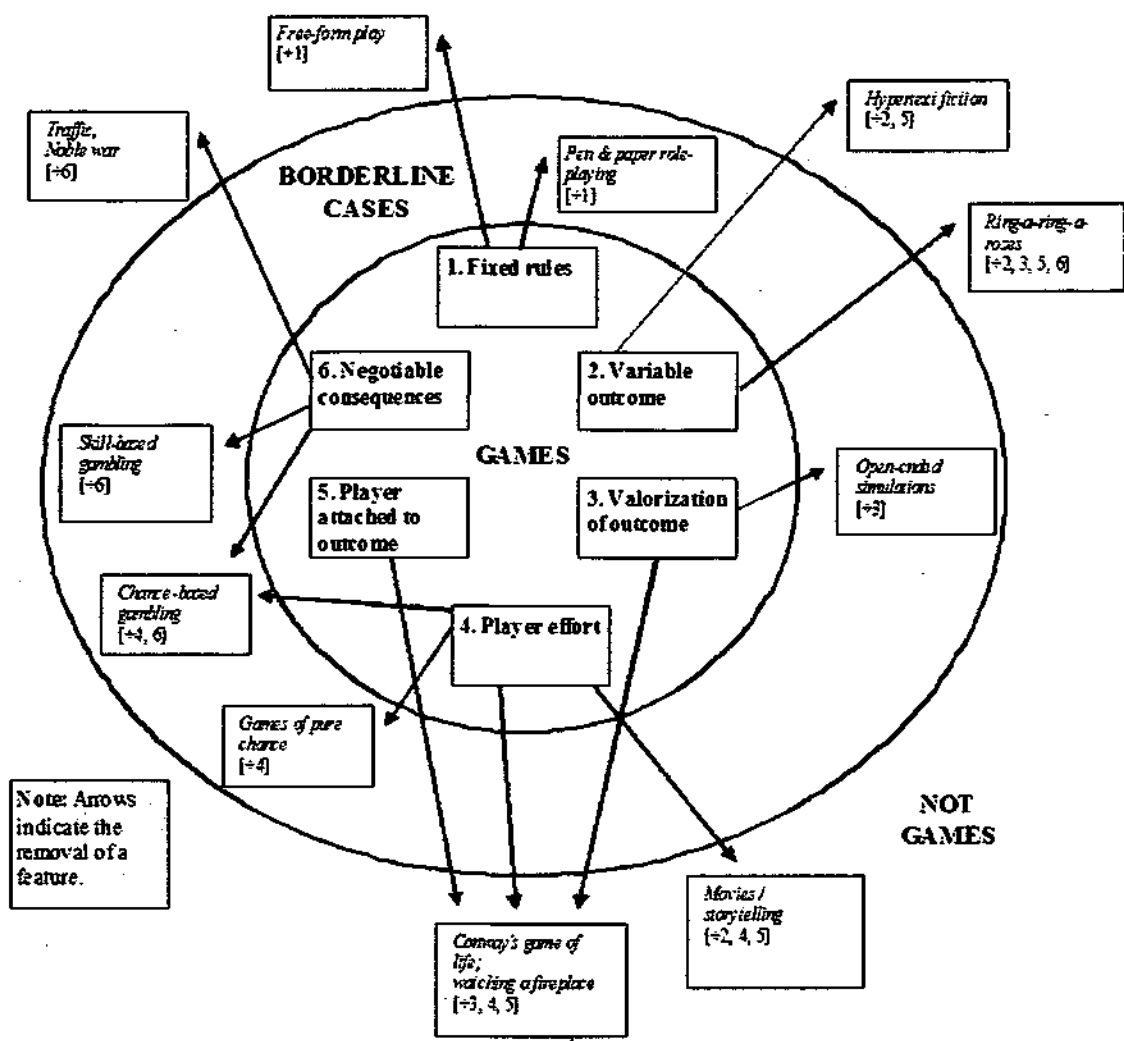 Free-form play
[÷1]
Traffic,
Noble war
[÷6]
Hypertext fiction
[÷2, 5]
BORDERLINE
CASES
Pen & paper role-
playing
[÷1]
Ring-a-ring-a-
roses
[÷2, 3, 5, 6]
1. Fixed rules
6. Negotiable
consequences
2. Variable
outcome
Skill-based
gambling
[÷6]
GAMES
5. Player
attached to
outcome
3. Valorization
of outcome
Open-ended
simulations
[÷3]
Chance-based
gambling
[÷4, 6]
4. Player effort
Games of pure
chance
[÷4]
Note: Arrows
indicate the
removal of a
feature.
NOT
GAMES
Movies /
storytelling
[÷2, 4, 5]
Conway's game of
life;
watching a fireplace
[÷3, 4, 5]